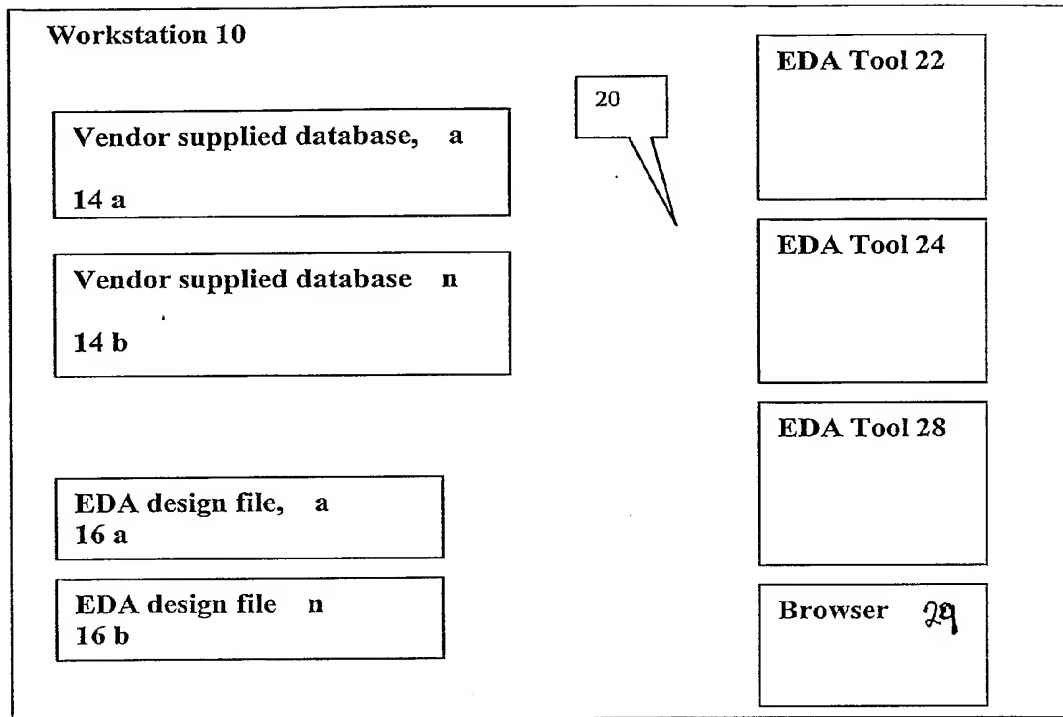 Workstation 10
Vendor supplied database, a
14 a
Vendor supplied database n
14 b
EDA design file, a
16 a
EDA design file n
16 b
20
EDA Tool 22
EDA Tool 24
EDA Tool 28
Browser 29